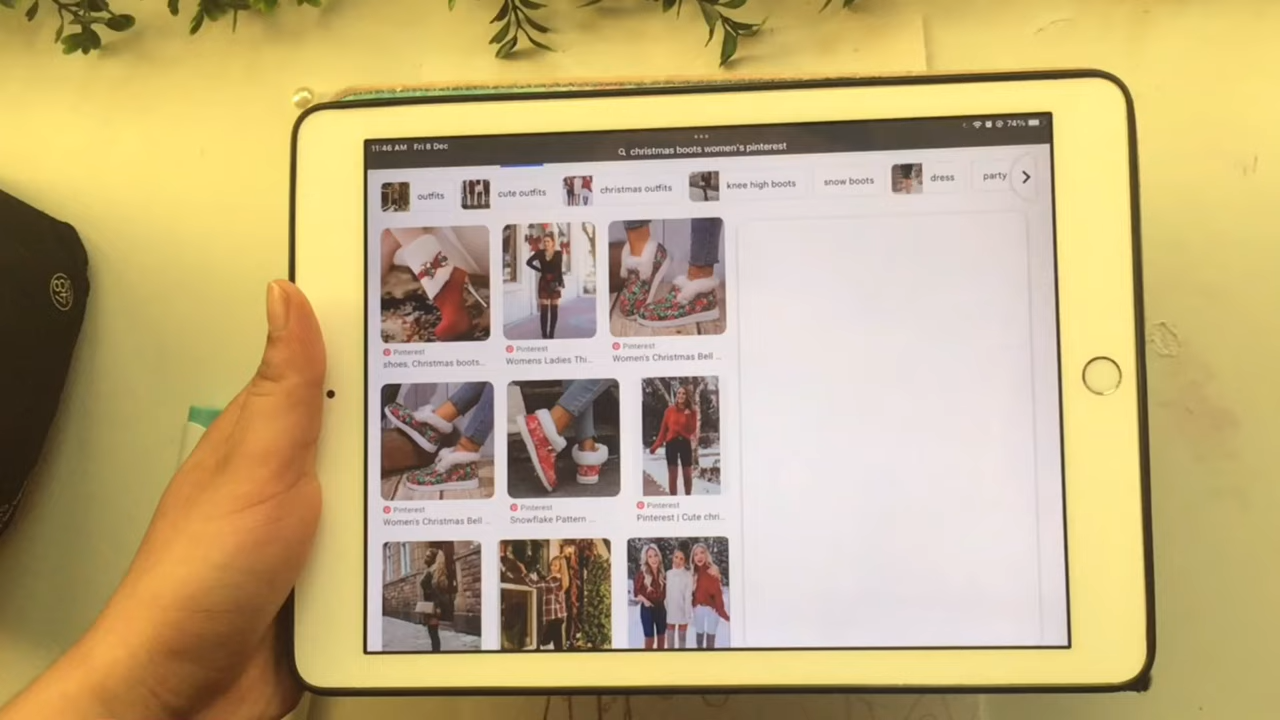 11:46 AM Fri 8 Dec
74%
christmas boots women's pinterest
outfits
cute outfits
christmas outfits
knee high boots
snow boots
dress
party
Pinterest
shoes, Christmas boots...
Pinterest
Womens Ladies Thi...
Pinterest
Women's Christmas Bell ...
Pinterest
Women's Christmas Bell ...
Pinterest
Snowflake Pattern ...
Pinterest
Pinterest | Cute chri...
48